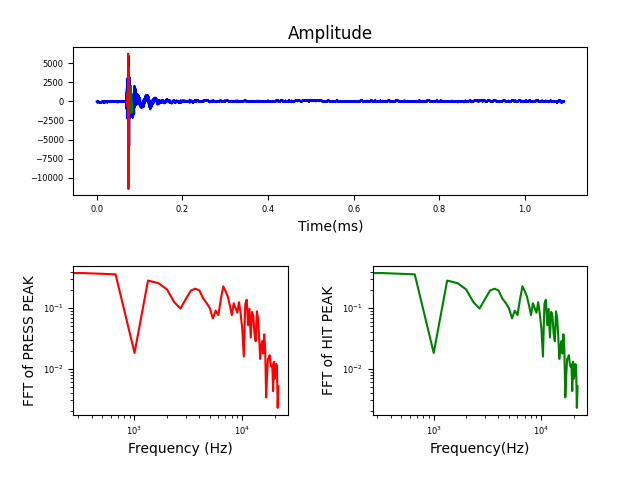 Amplitude
5000
2500
0
−2500
−5000
−7500
−10000
0.0 0.2 0.4 0.6 0.8 1.0
Time(ms)
FFT of PRESS PEAK
10⁻¹
10⁻²
10³ 10⁴
Frequency (Hz)
FFT of HIT PEAK
10⁻¹
10⁻²
10³ 10⁴
Frequency(Hz)